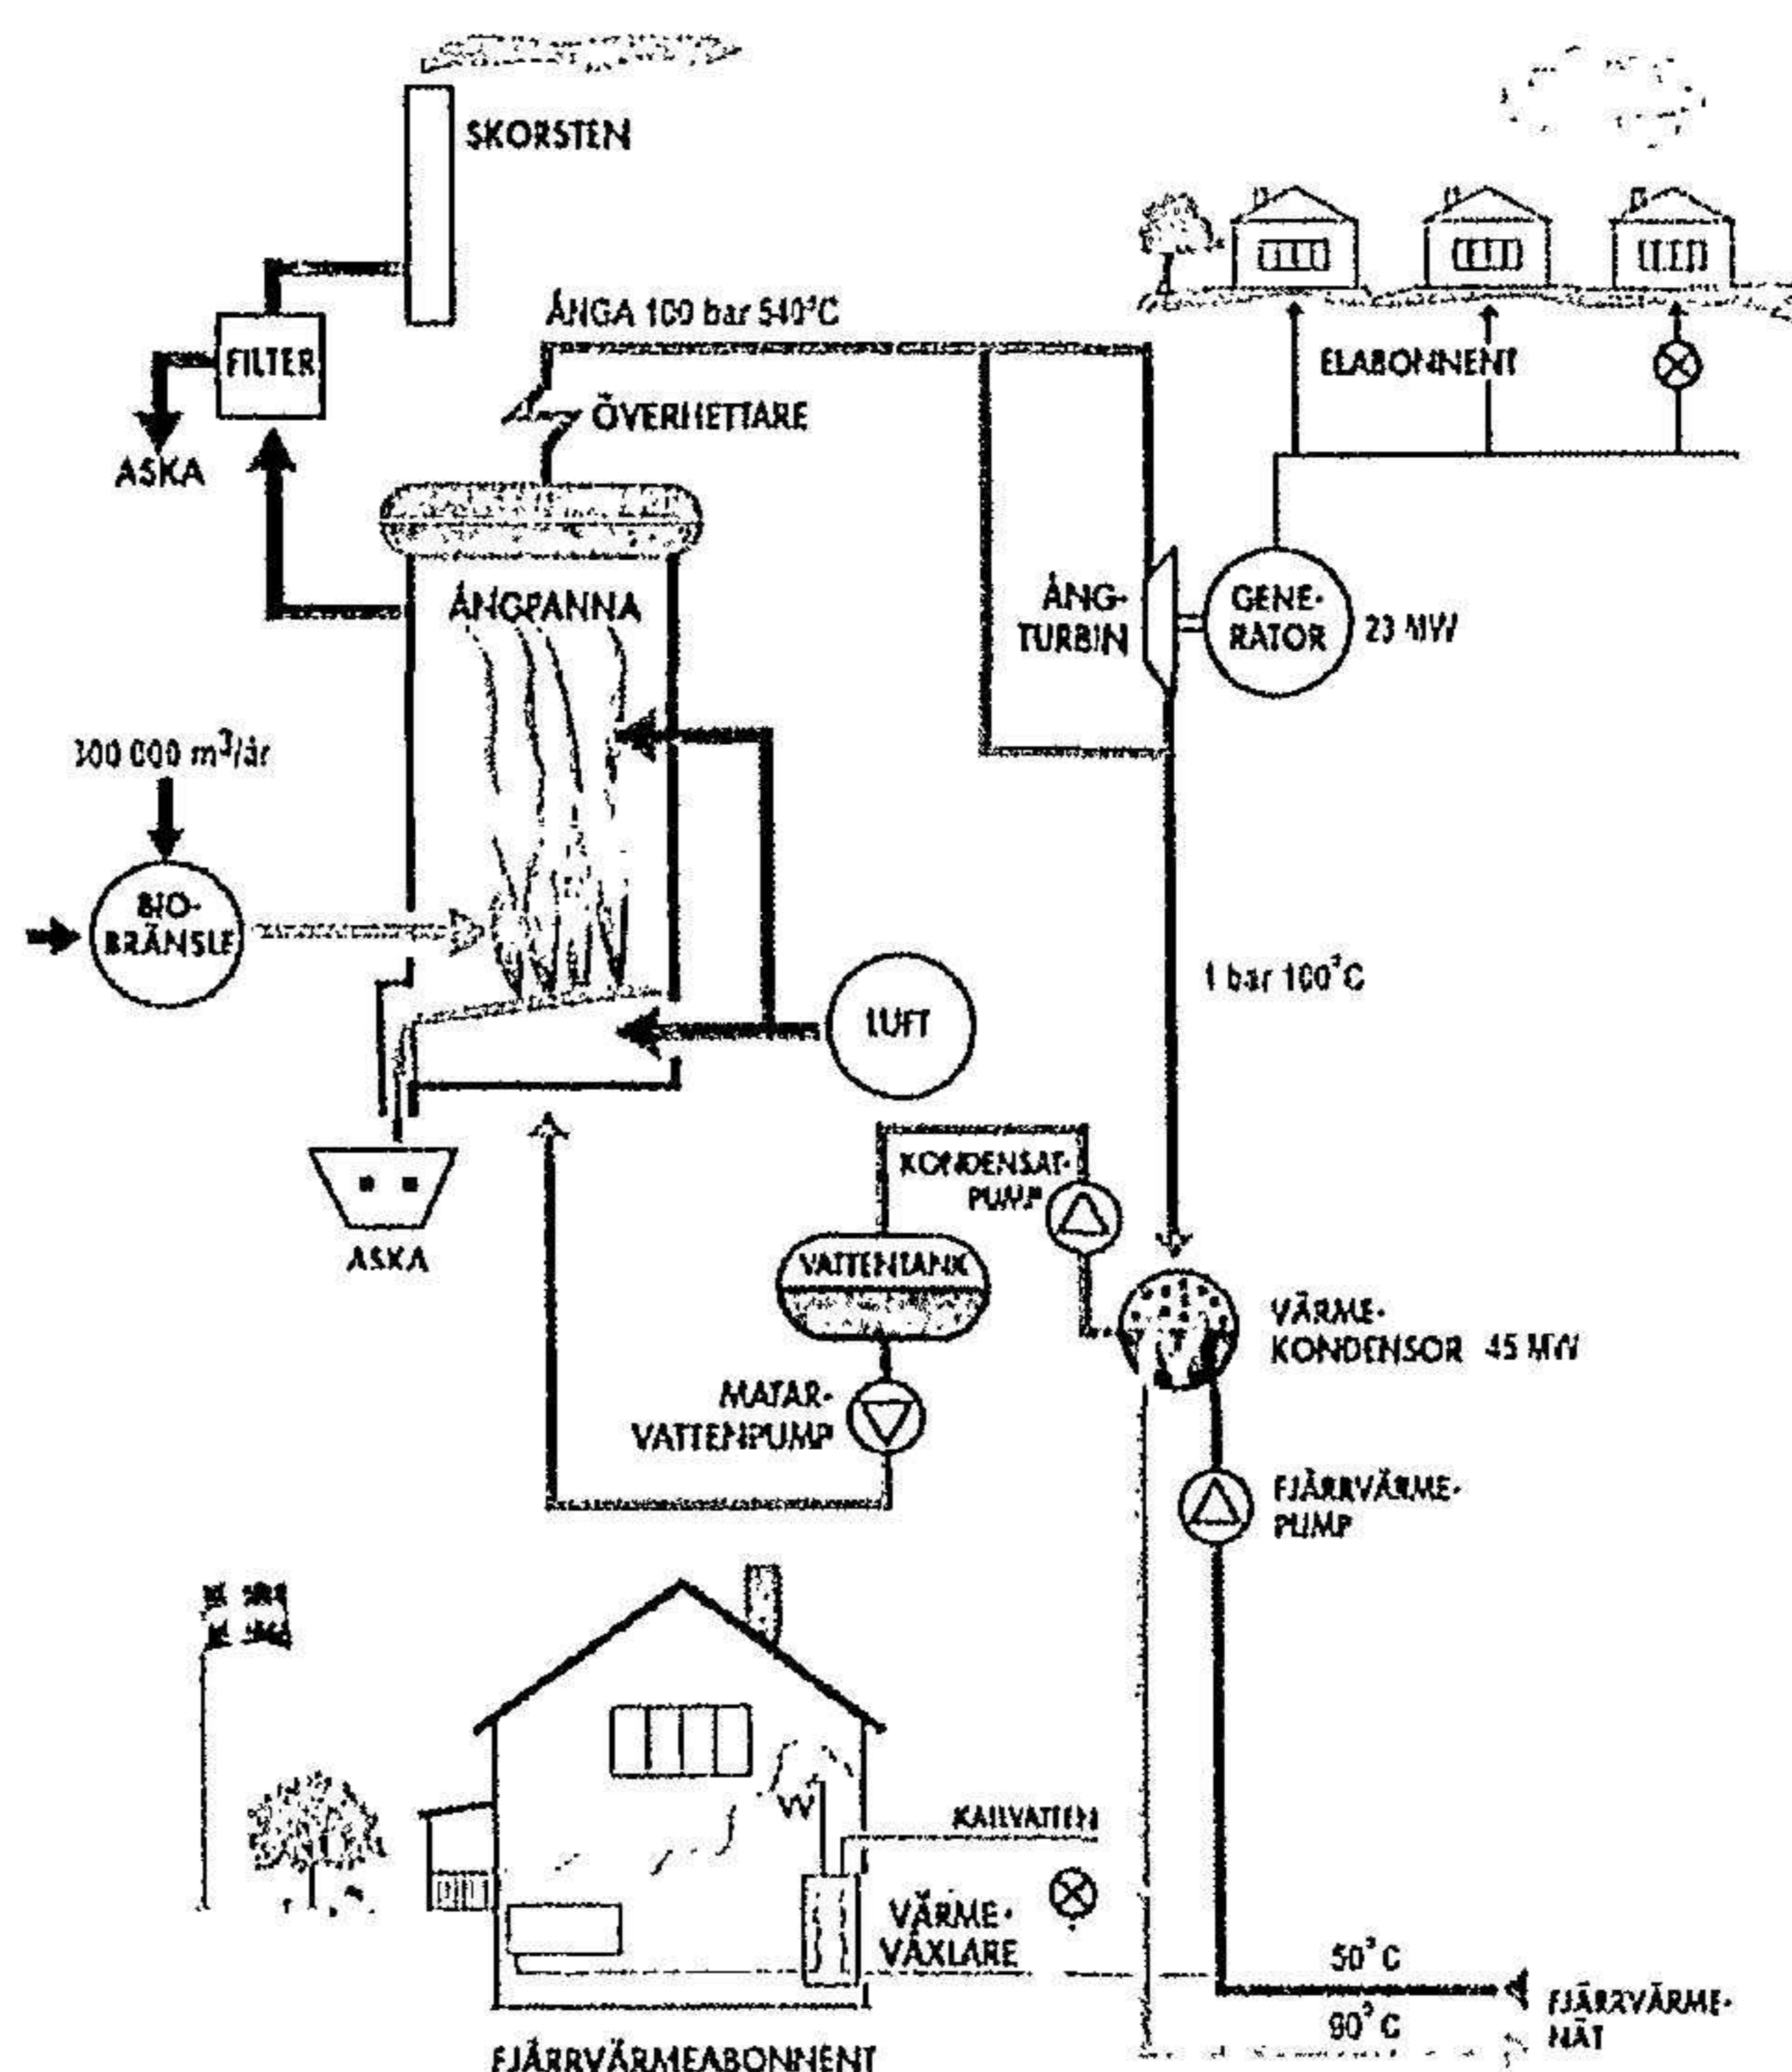 SKORSTEN
ÅNGA 100 bar 540°C
FILTER
ELABONNENT
ÖVERHETTARE
ASKA
ÅNGPANNA
ÅNG-
TURBIN
GENE-
RATOR
23 MW
300 000 m³/år
BIO-
BRÄNSLE
1 bar 100°C
LUFT
KONDENSAT-
PUMP
ASKA
VATTENTANK
VÄRME-
KONDENSOR 45 MW
MATAR-
VATTENPUMP
FJÄRRVÄRME-
PUMP
KALLVATTEN
VÄRME-
VÄXLARE
50°C
90°C
FJÄRRVÄRME-
NÄT
FJÄRRVÄRMEABONNENT